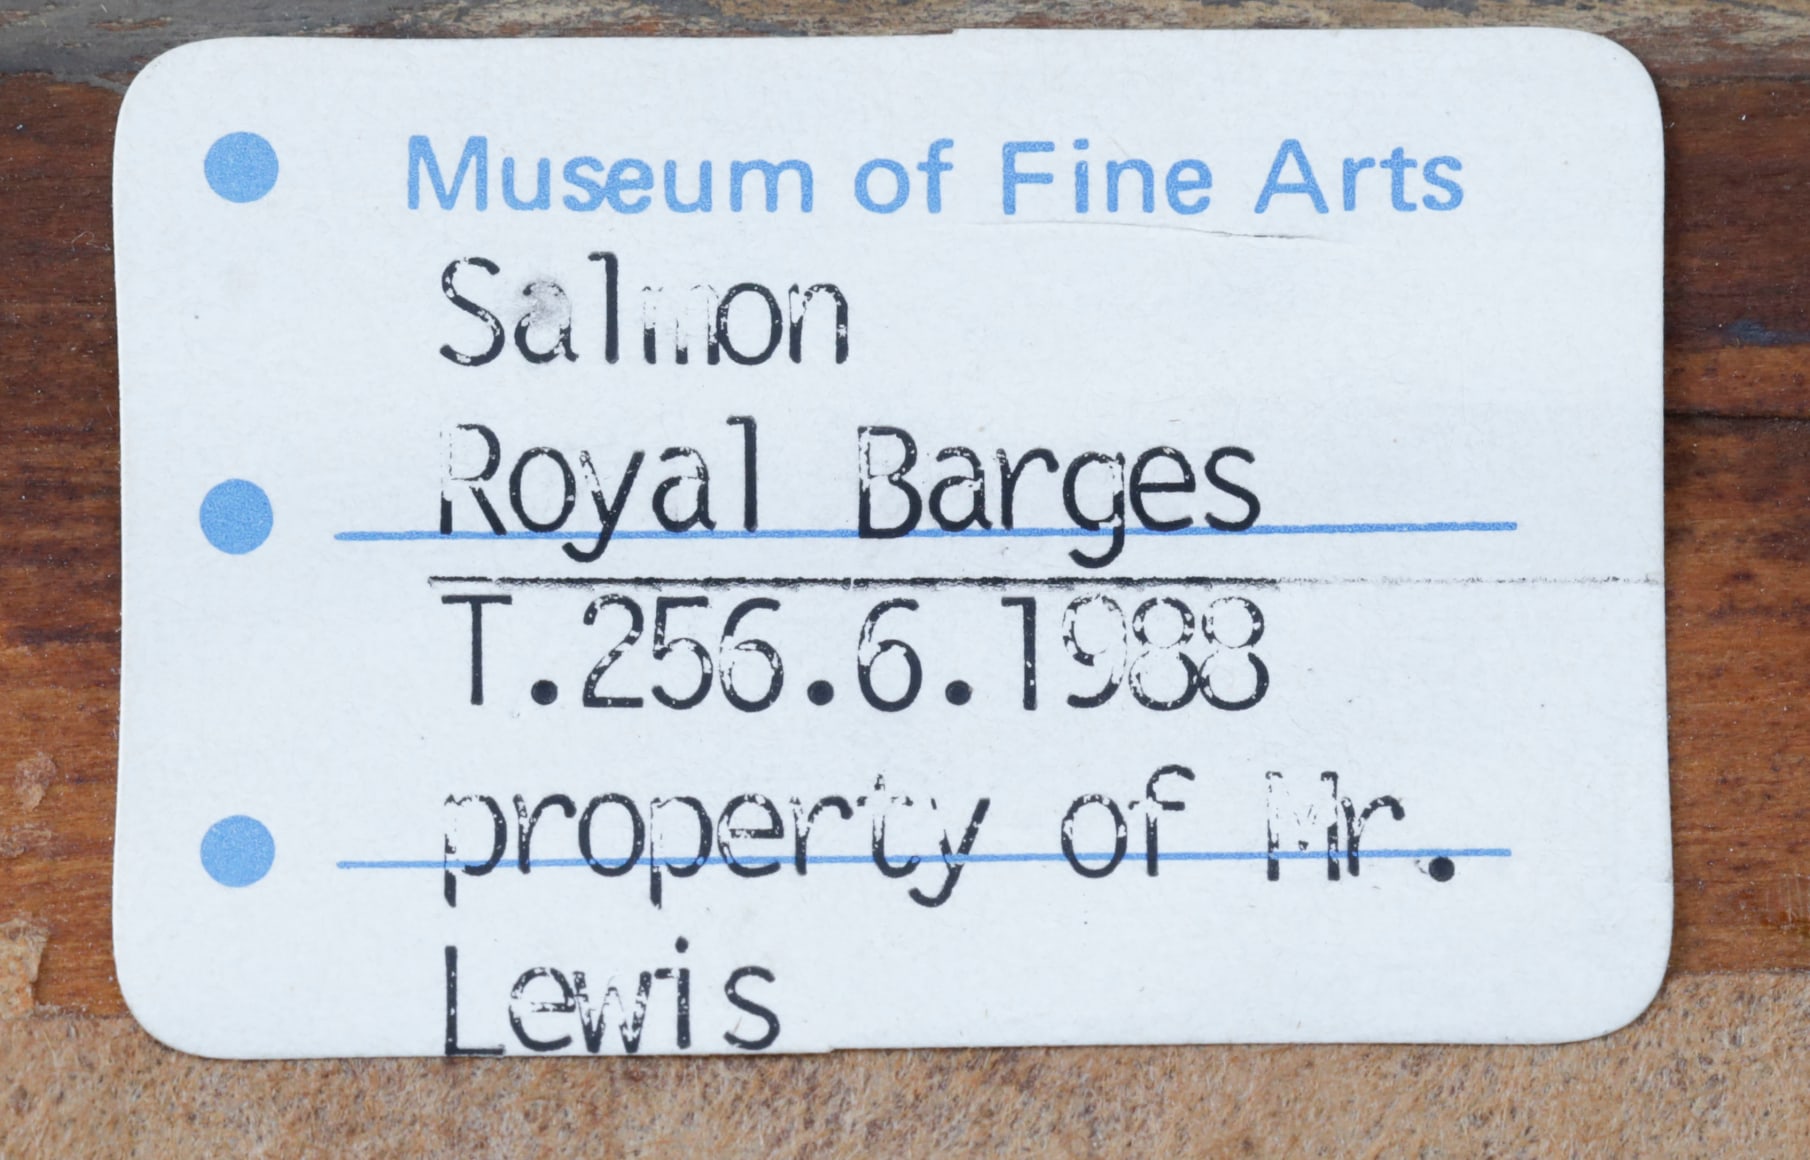 Museum of Fine Arts
Salmon
Royal Barges
T.256.6.1988
property of Mr.
Lewis